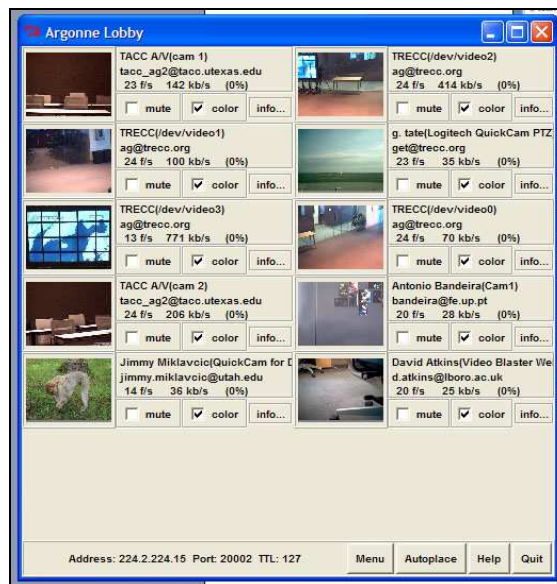 Argonne Lobby
TACC A/V(cam 1)
tacc_ag2@tacc.utexas.edu
23 f/s 142 kb/s (0%)
mute color info...
TRECC(/dev/video2)
ag@trecc.org
24 f/s 414 kb/s (0%)
mute color info...
TRECC(/dev/video1)
ag@trecc.org
24 f/s 100 kb/s (0%)
mute color info...
g. tate(Logitech QuickCam PTZ
get@trecc.org
23 f/s 35 kb/s (0%)
mute color info...
TRECC(/dev/video3)
ag@trecc.org
13 f/s 771 kb/s (0%)
mute color info...
TRECC(/dev/video0)
ag@trecc.org
24 f/s 70 kb/s (0%)
mute color info...
TACC A/V(cam 2)
tacc_ag2@tacc.utexas.edu
24 f/s 206 kb/s (0%)
mute color info...
Antonio Bandeira(Cam1)
bandeira@fe.up.pt
20 f/s 28 kb/s (0%)
mute color info...
Jimmy Miklavcic(QuickCam for D
jimmy.miklavcic@utah.edu
14 f/s 36 kb/s (0%)
mute color info...
David Atkins(Video Blaster We
d.atkins@lboro.ac.uk
20 f/s 25 kb/s (0%)
mute color info...
Address: 224.2.224.15 Port: 20002 TTL: 127 Menu Autoplace Help Quit